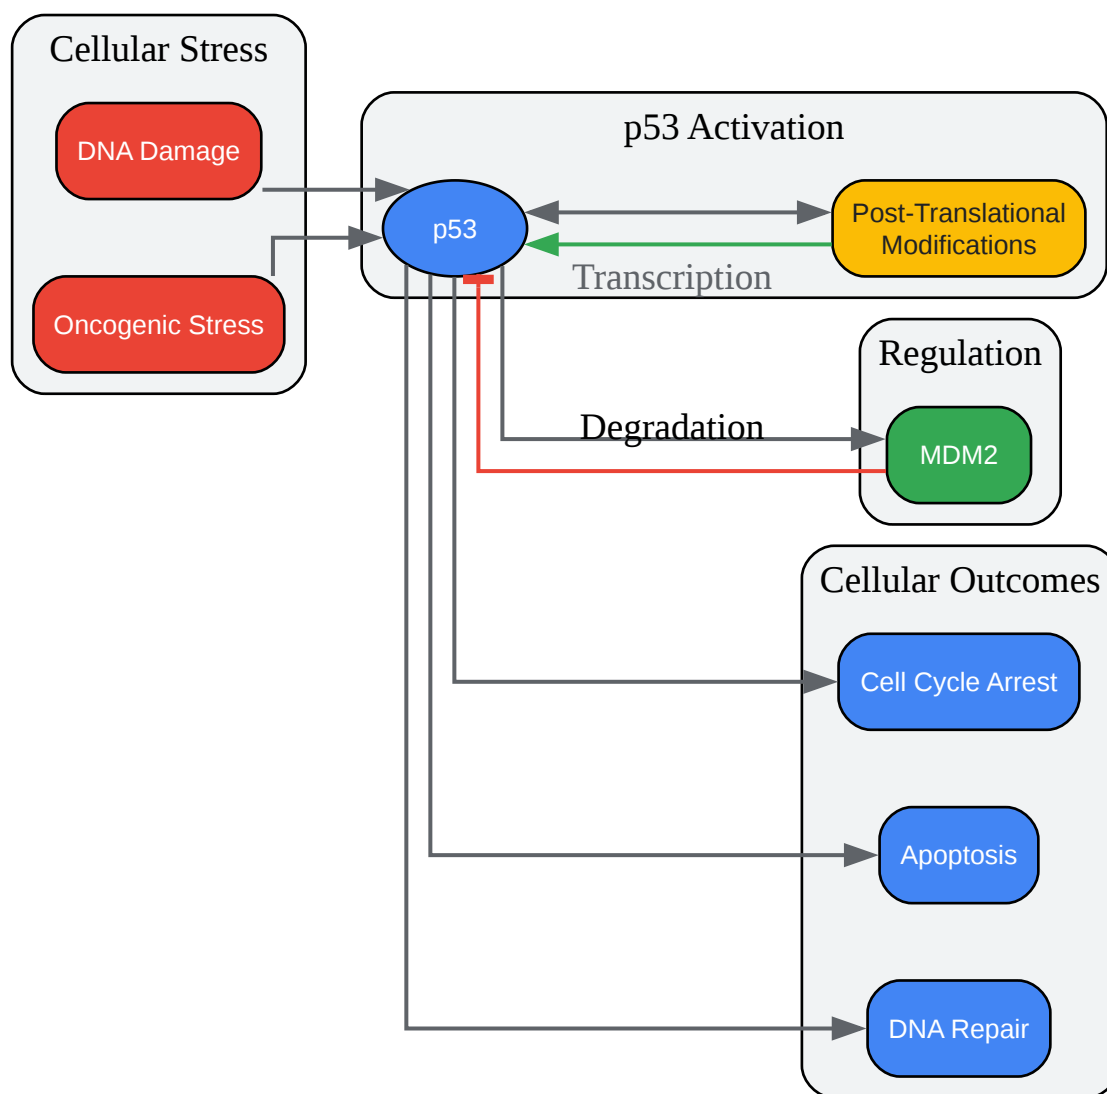 Cellular Stress
DNA Damage
Oncogenic Stress
p53 Activation
p53
Post-Translational
Modifications
Transcription
Regulation
Degradation
MDM2
Cellular Outcomes
Cell Cycle Arrest
Apoptosis
DNA Repair